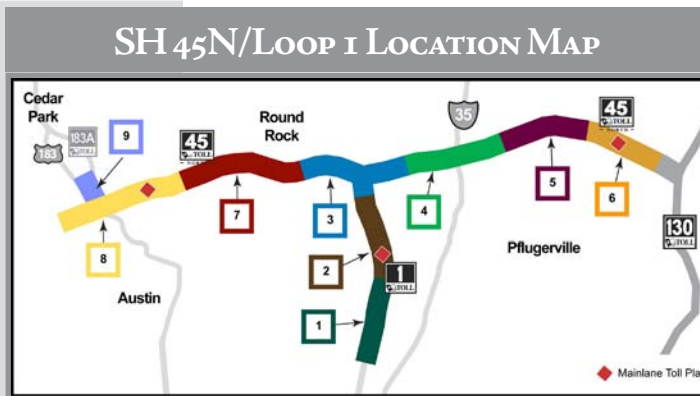 SH 45N/Loop 1 Location Map
Cedar
Park
183A
TOLL
183
9
45
TOLL
Round
Rock
35
45
TOLL
NORTH
7
3
4
5
6
8
2
1
TOLL
130
TOLL
Pflugerville
Austin
1
Mainlane Toll Pla